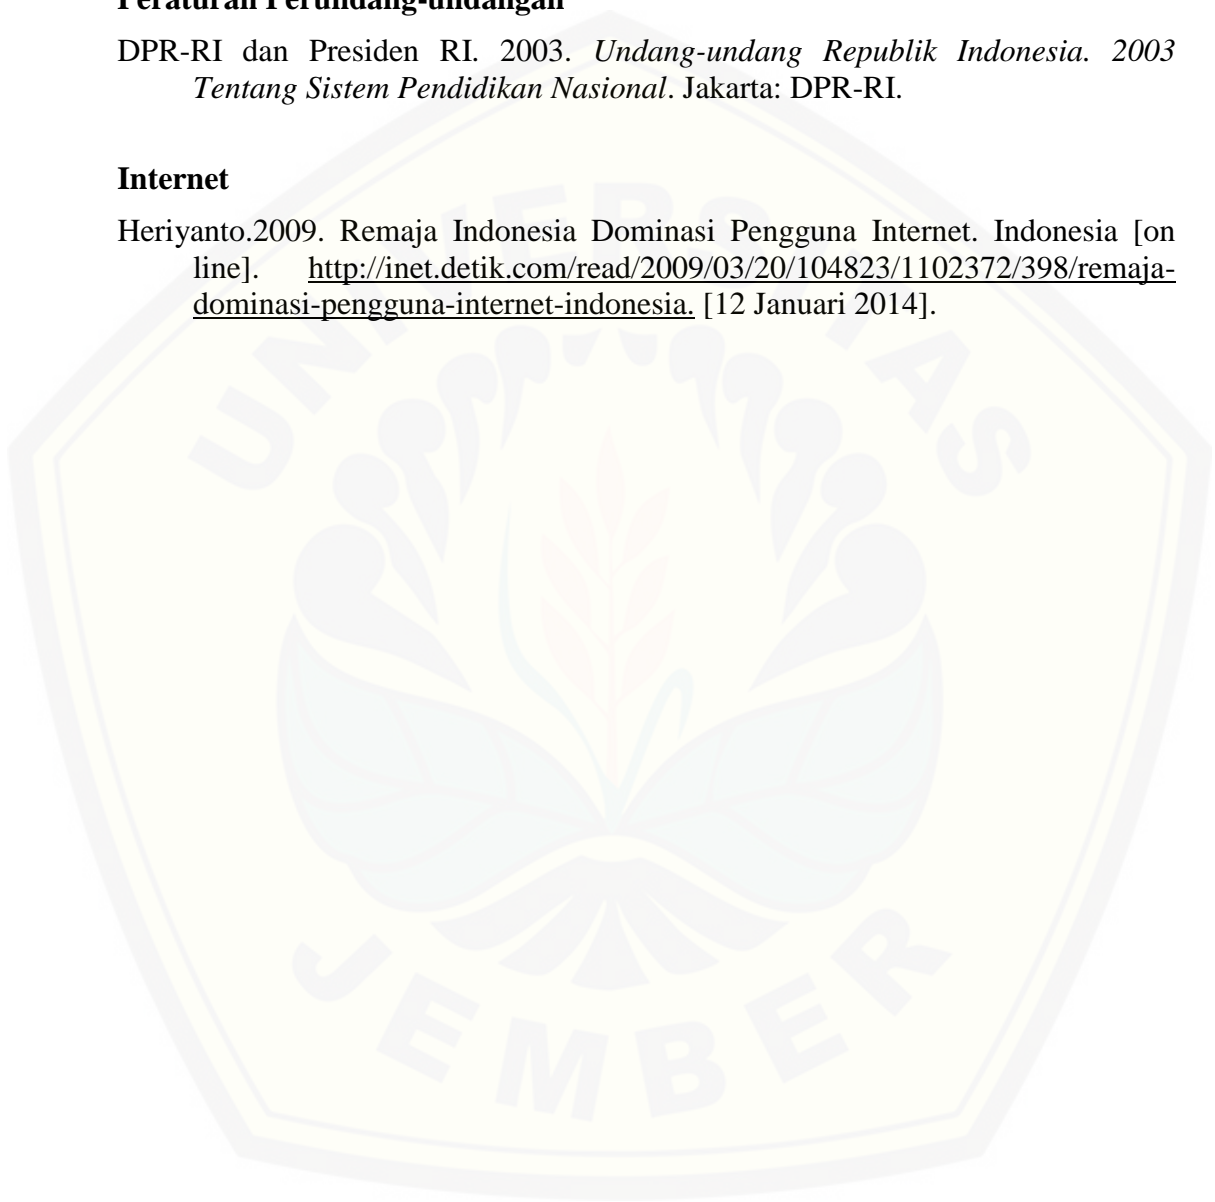 Peraturan Perundang-undangan
DPR-RI dan Presiden RI. 2003. Undang-undang Republik Indonesia. 2003
Tentang Sistem Pendidikan Nasional. Jakarta: DPR-RI.
Internet
Heriyanto.2009. Remaja Indonesia Dominasi Pengguna Internet. Indonesia [on
line]. http://inet.detik.com/read/2009/03/20/104823/1102372/398/remaja-
dominasi-pengguna-internet-indonesia. [12 Januari 2014].
UNIVERSITAS
JEMBER